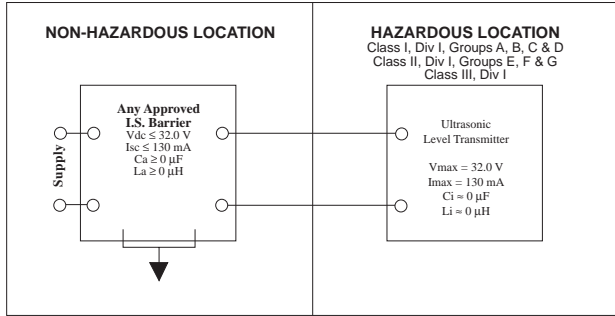 NON-HAZARDOUS LOCATION
Any Approved
I.S. Barrier
Vdc ≤ 32.0 V
Isc ≤ 130 mA
Ca ≥ 0 µF
La ≥ 0 µH
Supply
HAZARDOUS LOCATION
Class I, Div I, Groups A, B, C & D
Class II, Div I, Groups E, F & G
Class III, Div I
Ultrasonic
Level Transmitter
Vmax = 32.0 V
Imax = 130 mA
Ci ≈ 0 µF
Li ≈ 0 µH